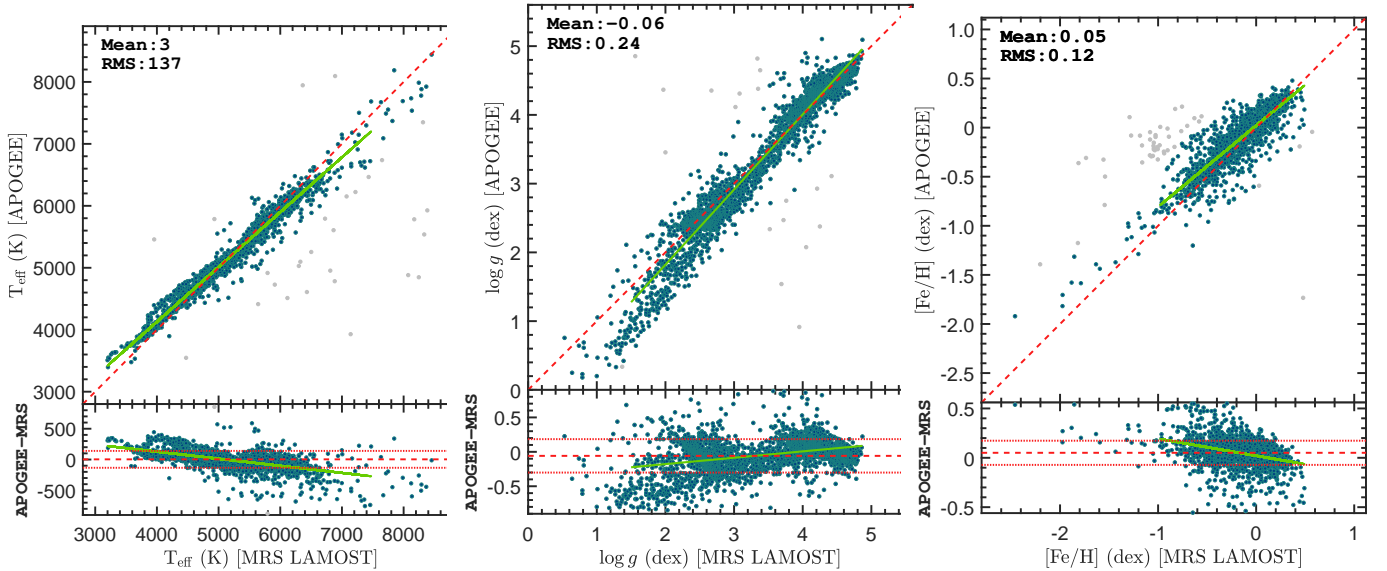 Mean:3
RMS:137
8000
7000
6000
5000
4000
3000
T_eff (K) [APOGEE]
500
0
-500
APOGEE−MRS
3000 4000 5000 6000 7000 8000
T_eff (K) [MRS LAMOST]
Mean:−0.06
RMS:0.24
5
4
3
2
1
0
log g (dex) [APOGEE]
0.5
0
-0.5
APOGEE−MRS
0 1 2 3 4 5
log g (dex) [MRS LAMOST]
Mean:0.05
RMS:0.12
1.0
0.5
0
-0.5
-1.0
-1.5
-2.0
-2.5
[Fe/H] (dex) [APOGEE]
0.5
0
-0.5
APOGEE−MRS
-2 -1 0 1
[Fe/H] (dex) [MRS LAMOST]